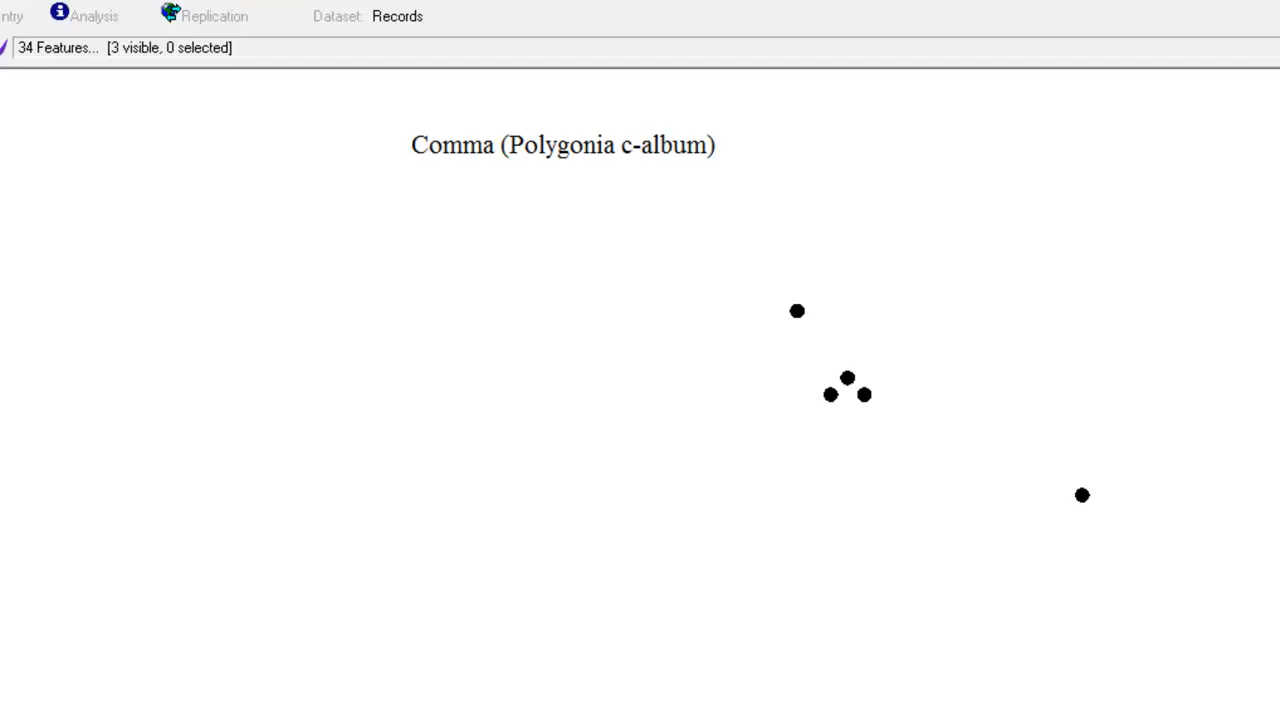 ntry Analysis Replication Dataset: Records
34 Features... [3 visible, 0 selected]
Comma (Polygonia c-album)